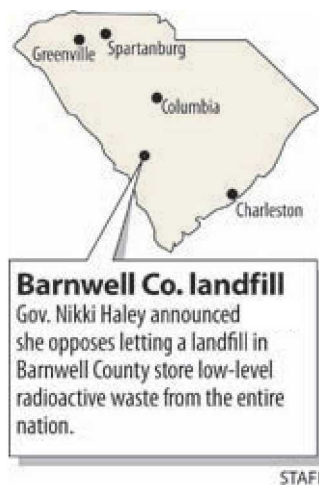 Spartanburg
Greenville
Columbia
Charleston
Barnwell Co. landfill
Gov. Nikki Haley announced
she opposes letting a landfill in
Barnwell County store low-level
radioactive waste from the entire
nation.